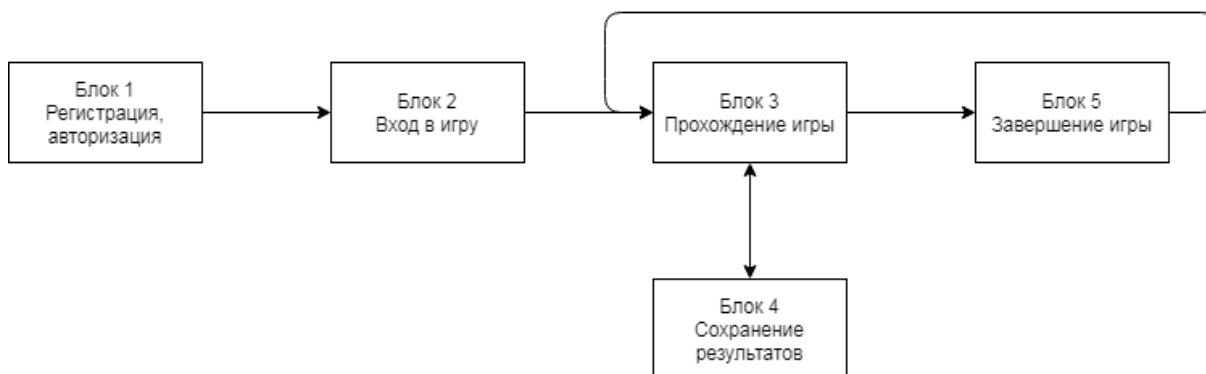 Блок 1
Регистрация,
авторизация
Блок 2
Вход в игру
Блок 3
Прохождение игры
Блок 5
Завершение игры
Блок 4
Сохранение
результатов